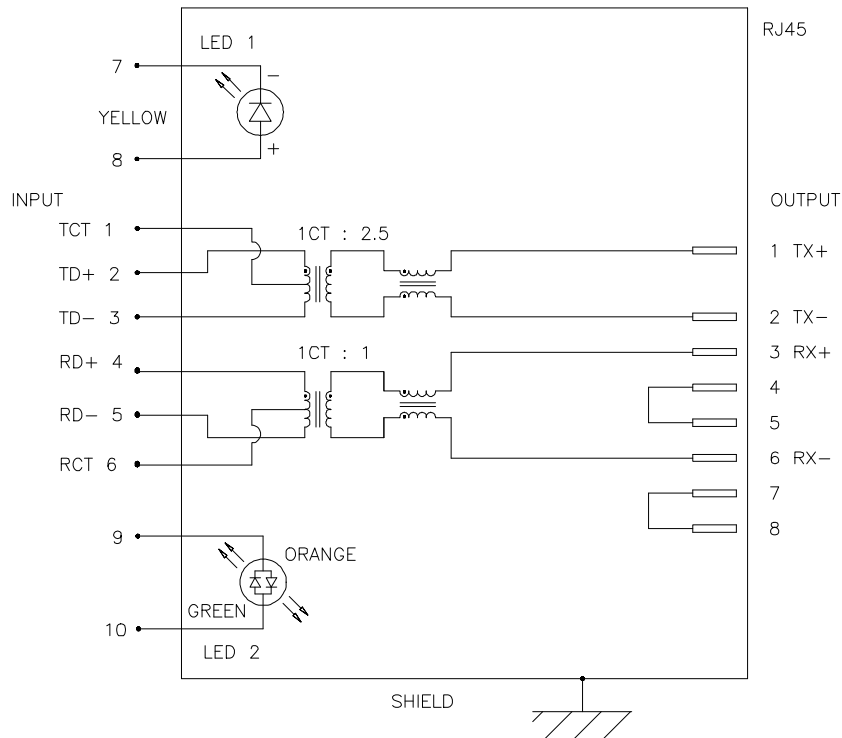 RJ45
LED 1
7
−
YELLOW
+
8
INPUT
OUTPUT
TCT 1
1CT : 2.5
1 TX+
TD+ 2
TD− 3
2 TX−
RD+ 4
1CT : 1
3 RX+
4
RD− 5
5
RCT 6
6 RX−
7
8
9
ORANGE
GREEN
10
LED 2
SHIELD